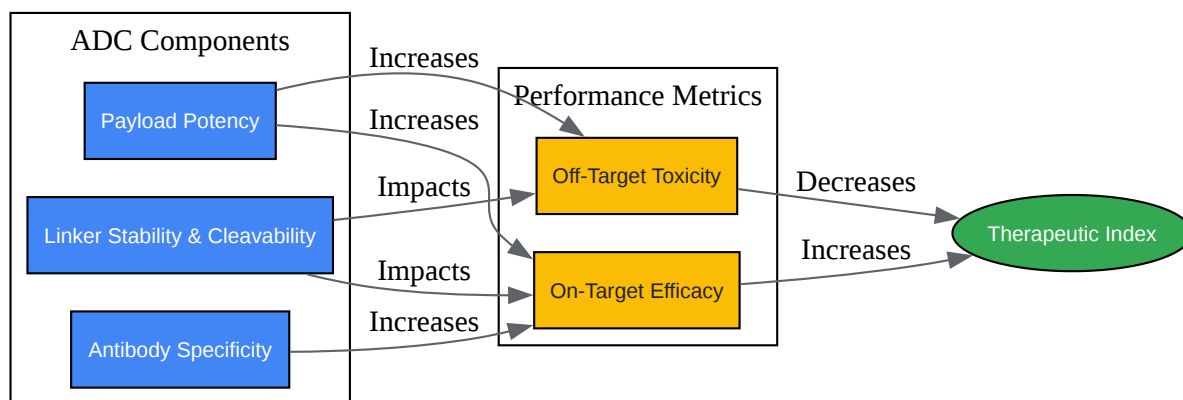 ADC Components
Payload Potency
Linker Stability & Cleavability
Antibody Specificity
Increases
Increases
Impacts
Impacts
Increases
Performance Metrics
Off-Target Toxicity
On-Target Efficacy
Decreases
Increases
Therapeutic Index